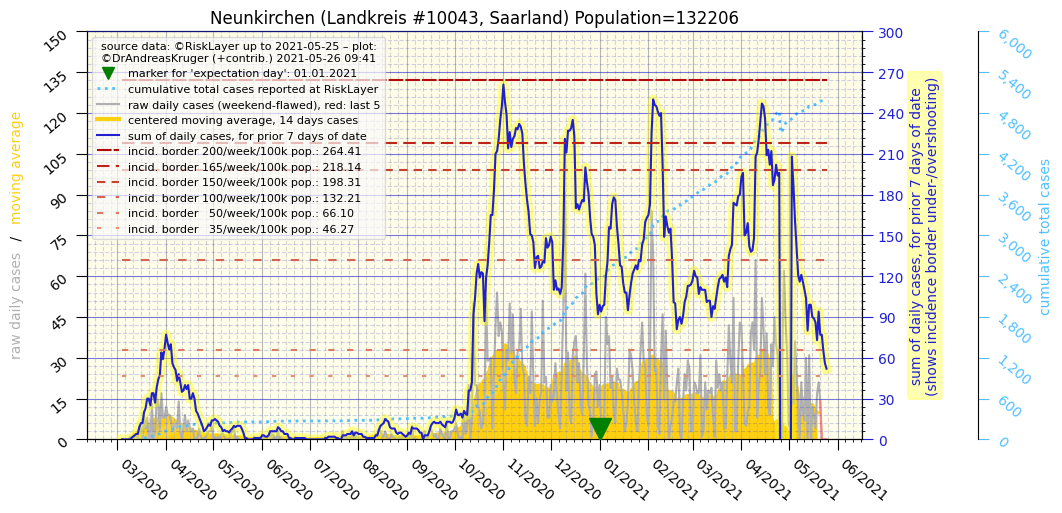 Neunkirchen (Landkreis #10043, Saarland) Population=132206
source data: ©RiskLayer up to 2021-05-25 – plot:
©DrAndreasKruger (+contrib.) 2021-05-26 09:41
marker for 'expectation day': 01.01.2021
cumulative total cases reported at RiskLayer
raw daily cases (weekend-flawed), red: last 5
centered moving average, 14 days cases
sum of daily cases, for prior 7 days of date
incid. border 200/week/100k pop.: 264.41
incid. border 165/week/100k pop.: 218.14
incid. border 150/week/100k pop.: 198.31
incid. border 100/week/100k pop.: 132.21
incid. border   50/week/100k pop.: 66.10
incid. border   35/week/100k pop.: 46.27
raw daily cases   /   moving average
150
135
120
105
90
75
60
45
30
15
0
03/2020
04/2020
05/2020
06/2020
07/2020
08/2020
09/2020
10/2020
11/2020
12/2020
01/2021
02/2021
03/2021
04/2021
05/2021
06/2021
300
270
240
210
180
150
120
90
60
30
0
sum of daily cases, for prior 7 days of date
(shows incidence border under-/overshooting)
6,000
5,400
4,800
4,200
3,600
3,000
2,400
1,800
1,200
600
0
cumulative total cases